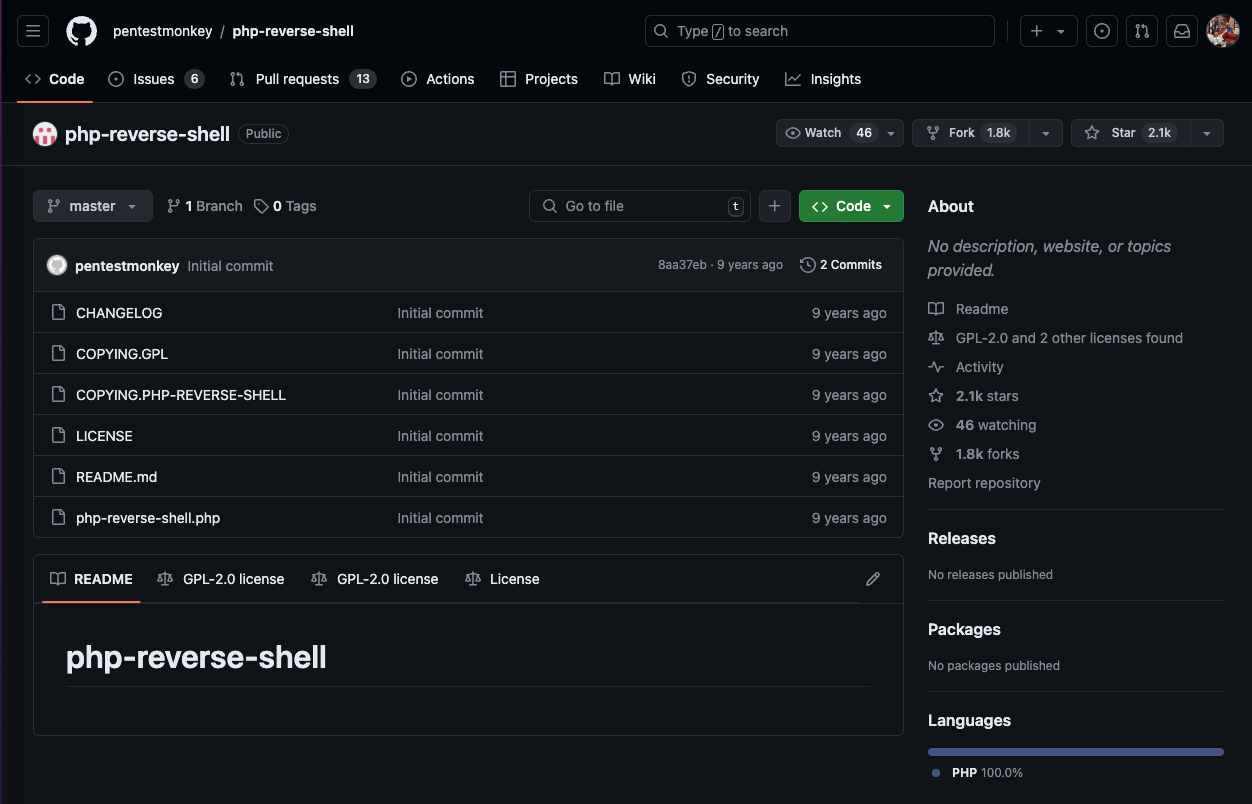 pentestmonkey / php-reverse-shell
Type / to search
Code Issues 6 Pull requests 13 Actions Projects Wiki Security Insights
php-reverse-shell Public
Watch 46 Fork 1.8k Star 2.1k
master 1 Branch 0 Tags Go to file t + Code
pentestmonkey Initial commit 8aa37eb · 9 years ago 2 Commits
CHANGELOG Initial commit 9 years ago
COPYING.GPL Initial commit 9 years ago
COPYING.PHP-REVERSE-SHELL Initial commit 9 years ago
LICENSE Initial commit 9 years ago
README.md Initial commit 9 years ago
php-reverse-shell.php Initial commit 9 years ago
README GPL-2.0 license GPL-2.0 license License
php-reverse-shell
About
No description, website, or topics
provided.
Readme
GPL-2.0 and 2 other licenses found
Activity
2.1k stars
46 watching
1.8k forks
Report repository
Releases
No releases published
Packages
No packages published
Languages
PHP 100.0%